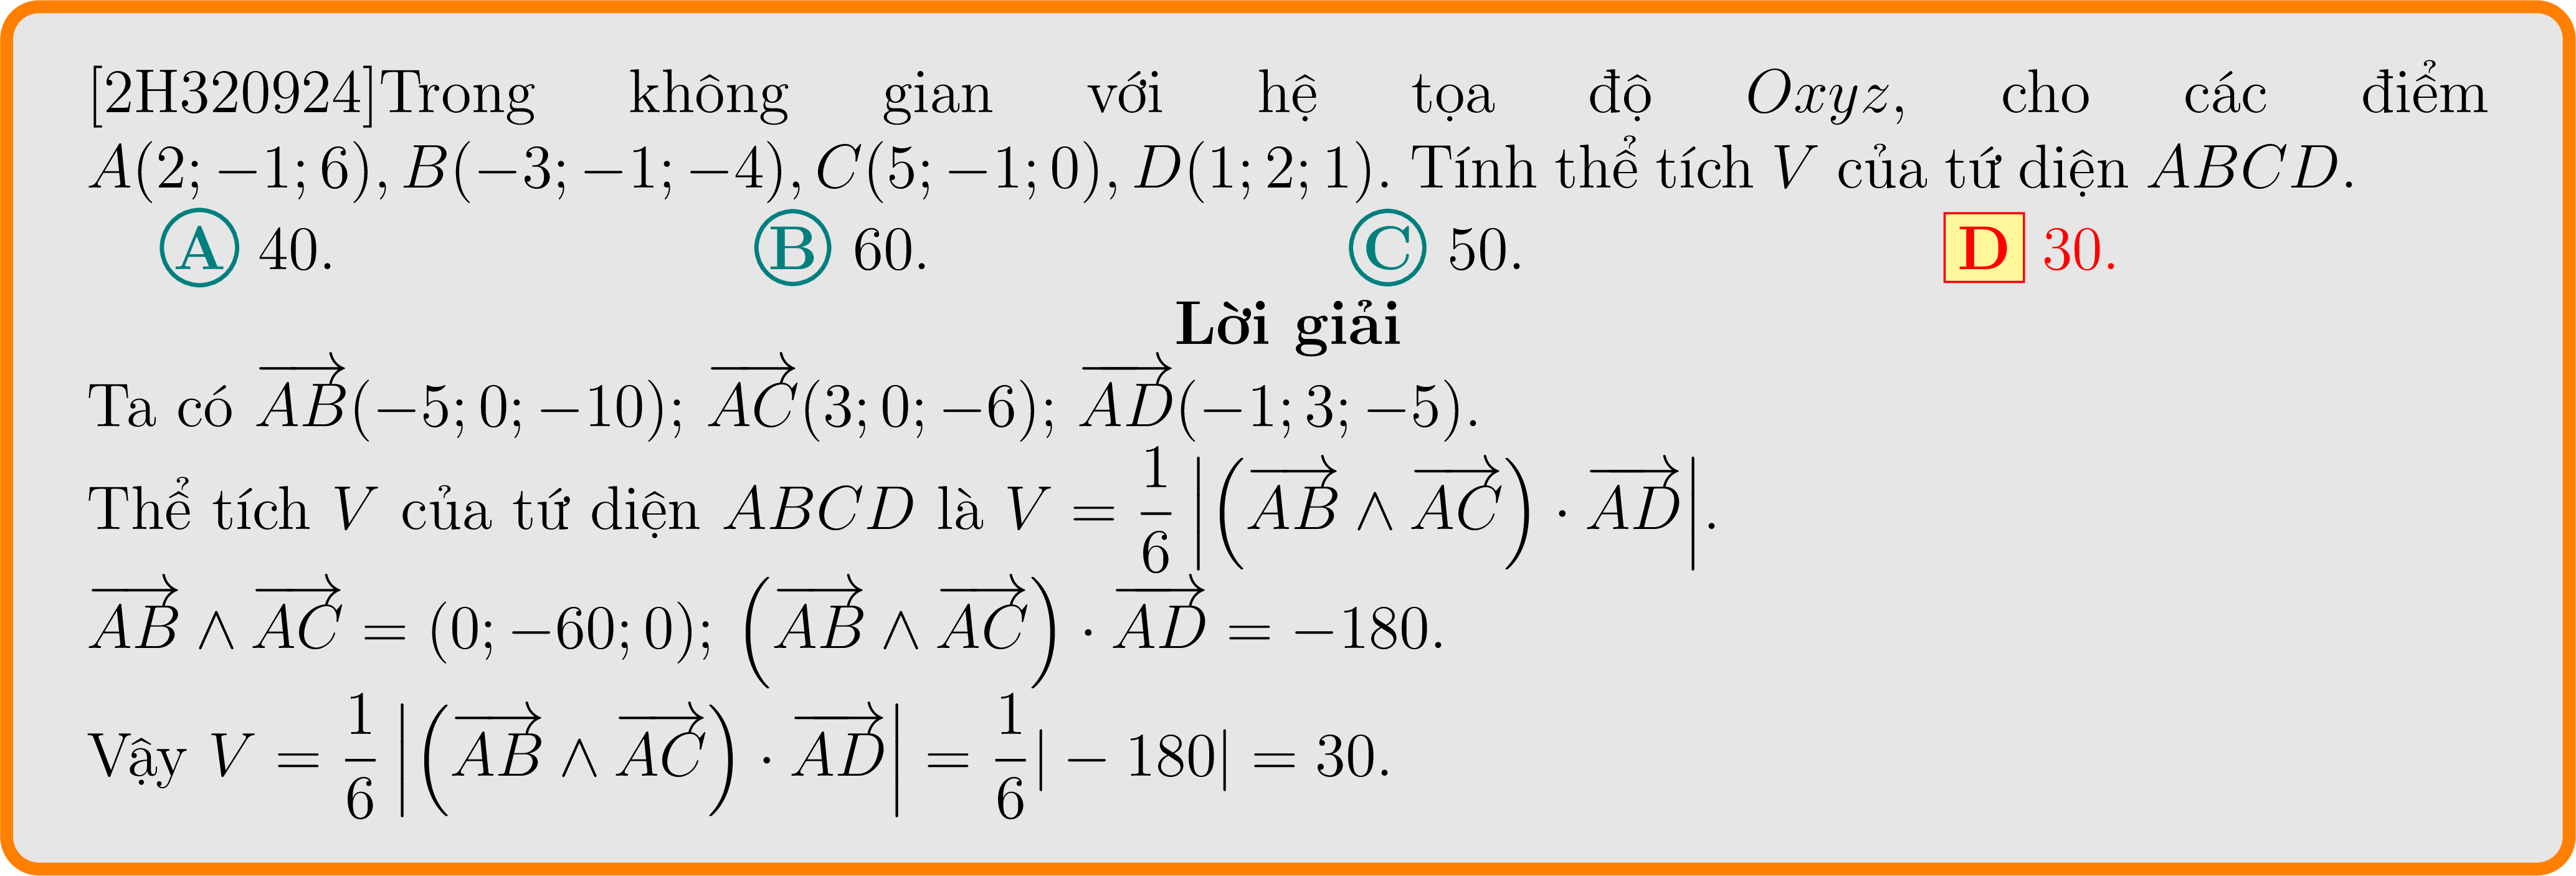 [2H320924]Trong không gian với hệ tọa độ Oxyz, cho các điểm
A(2; −1; 6), B(−3; −1; −4), C(5; −1; 0), D(1; 2; 1). Tính thể tích V của tứ diện ABCD.
A 40. B 60. C 50. D 30.
Lời giải
Ta có $\overrightarrow{AB}(-5; 0; -10)$; $\overrightarrow{AC}(3; 0; -6)$; $\overrightarrow{AD}(-1; 3; -5)$.
Thể tích V của tứ diện ABCD là $V = \frac{1}{6}\left|\left(\overrightarrow{AB} \wedge \overrightarrow{AC}\right) \cdot \overrightarrow{AD}\right|$.
$\overrightarrow{AB} \wedge \overrightarrow{AC} = (0; -60; 0)$; $\left(\overrightarrow{AB} \wedge \overrightarrow{AC}\right) \cdot \overrightarrow{AD} = -180$.
Vậy $V = \frac{1}{6}\left|\left(\overrightarrow{AB} \wedge \overrightarrow{AC}\right) \cdot \overrightarrow{AD}\right| = \frac{1}{6}|-180| = 30$.